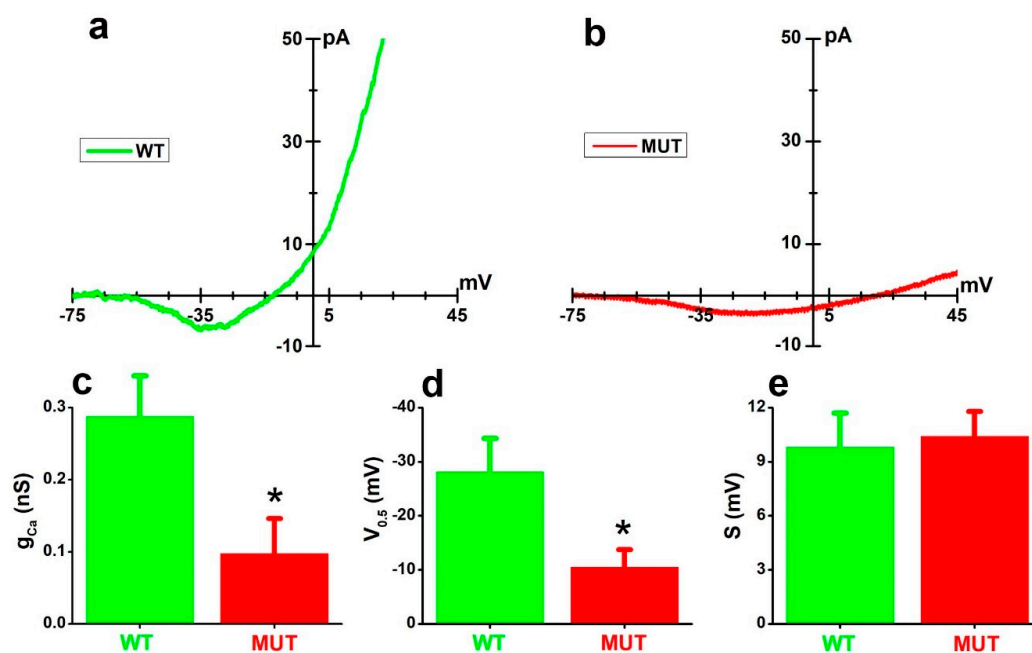 a
50 pA
30
10
-10
-75 -35 5 45
mV
WT
b
50 pA
30
10
-10
-75 -35 5 45
mV
MUT
c
gCa (nS)
0.3
0.2
0.1
0.0
*
WT MUT
d
V0.5 (mV)
-40
-30
-20
-10
0
*
WT MUT
e
S (mV)
12
9
6
3
0
WT MUT